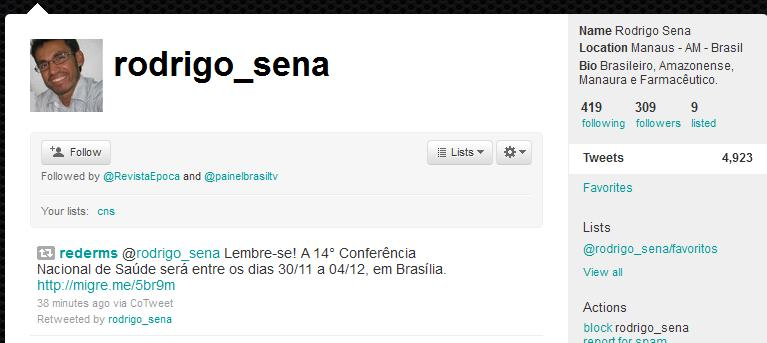 rodrigo_sena
Follow
Lists
Followed by @RevistaEpoca and @painelbrasiltv
Your lists: cns
rederms @rodrigo_sena Lembre-se! A 14° Conferência
Nacional de Saúde será entre os dias 30/11 a 04/12, em Brasília.
http://migre.me/5br9m
38 minutes ago via CoTweet
Retweeted by rodrigo_sena
Name Rodrigo Sena
Location Manaus - AM - Brasil
Bio Brasileiro, Amazonense,
Manaura e Farmacêutico.
419 309 9
following followers listed
Tweets 4,923
Favorites
Lists
@rodrigo_sena/favoritos
View all
Actions
block rodrigo_sena
report for spam